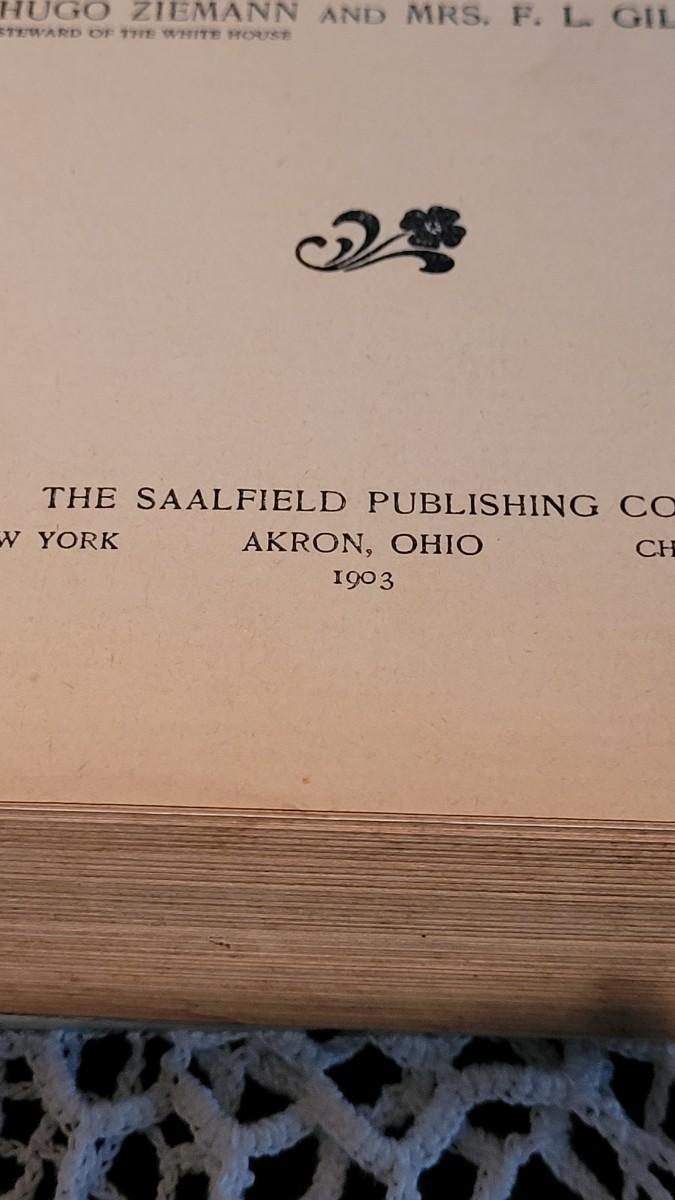 HUGO ZIEMANN AND MRS. F. L. GIL
STEWARD OF THE WHITE HOUSE
THE SAALFIELD PUBLISHING CO
W YORK AKRON, OHIO CH
1903